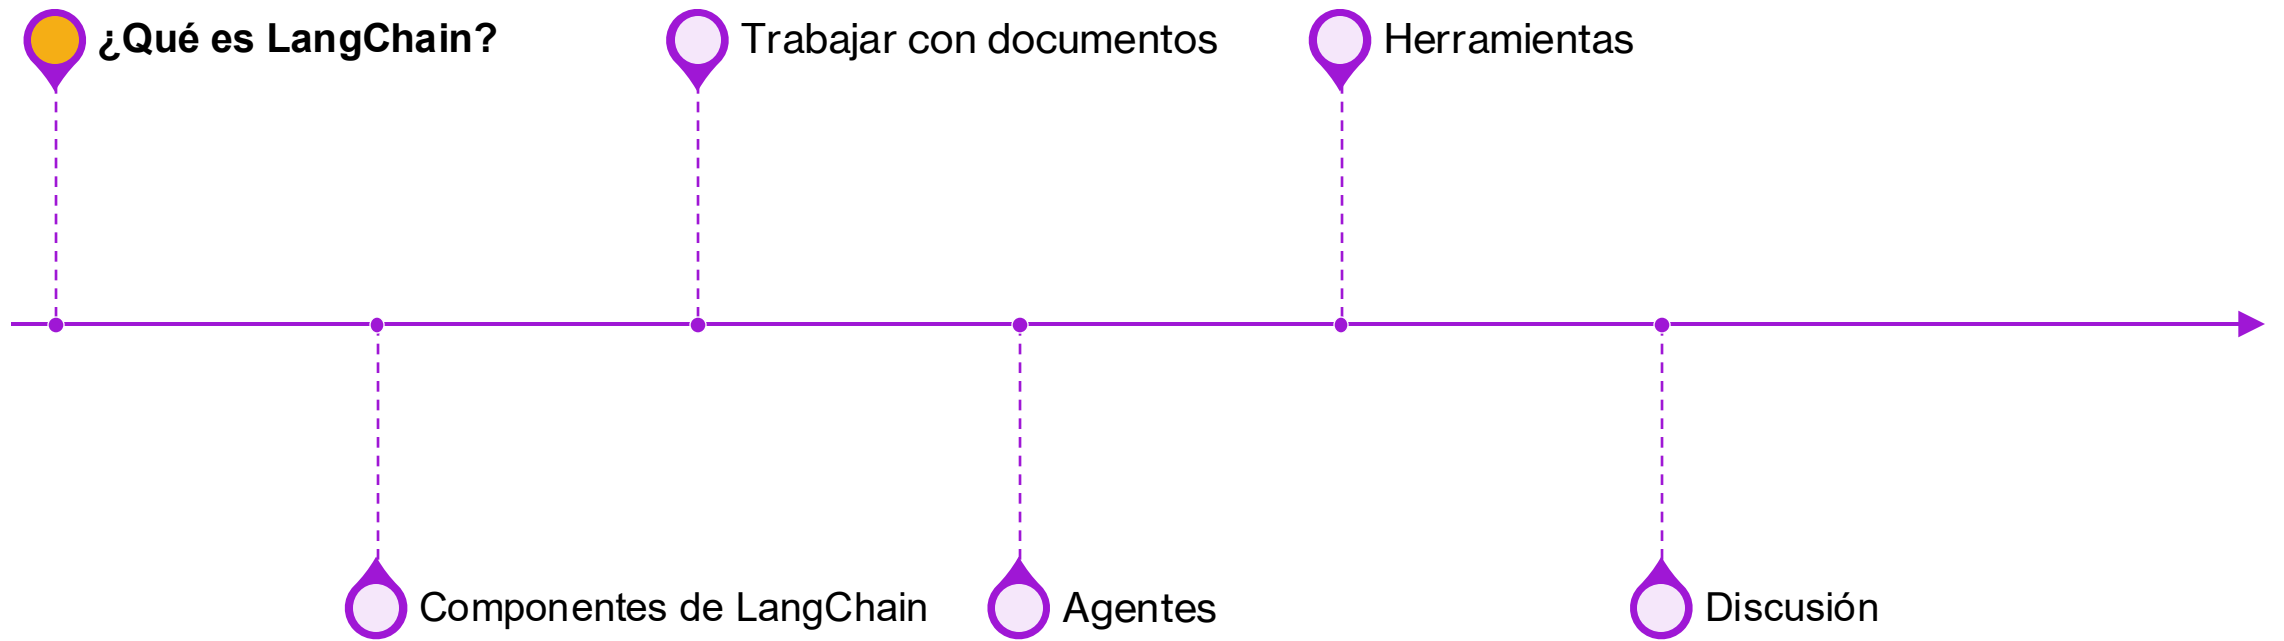 ¿Qué es LangChain?
Trabajar con documentos
Herramientas
Componentes de LangChain
Agentes
Discusión